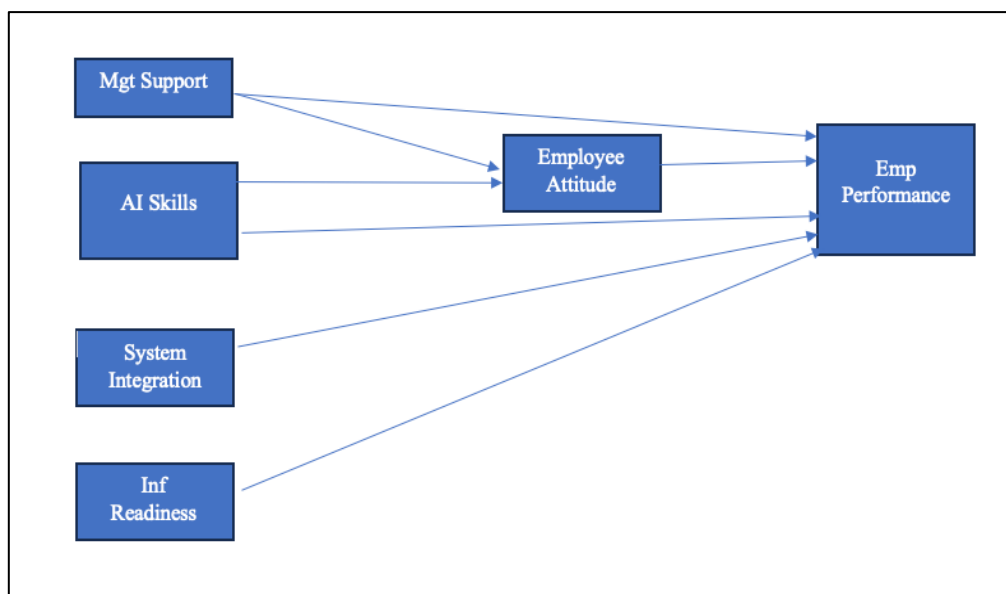 Mgt Support
AI Skills
Employee
Attitude
Emp
Performance
System
Integration
Inf
Readiness